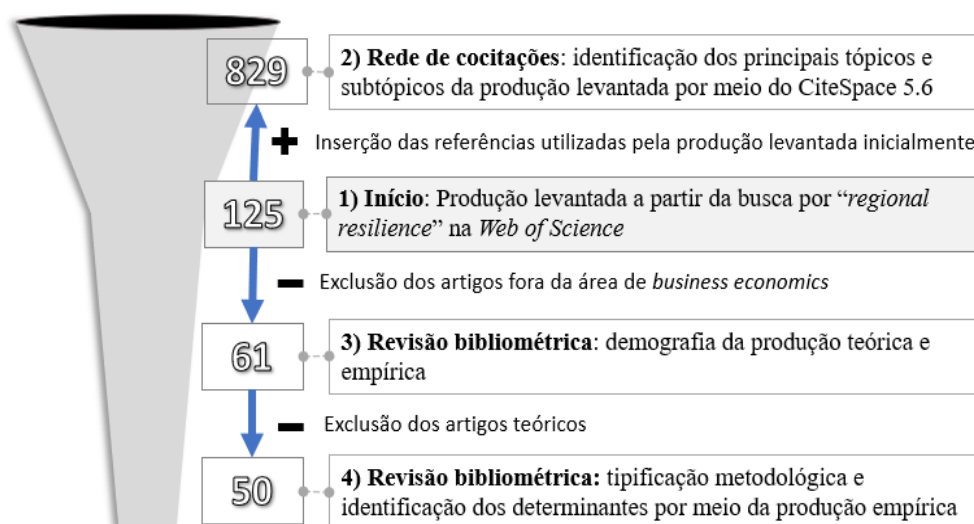 829
2) Rede de cocitações: identificação dos principais tópicos e
subtópicos da produção levantada por meio do CiteSpace 5.6
+ Inserção das referências utilizadas pela produção levantada inicialmente
125
1) Início: Produção levantada a partir da busca por “regional
resilience” na Web of Science
− Exclusão dos artigos fora da área de business economics
61
3) Revisão bibliométrica: demografia da produção teórica e
empírica
− Exclusão dos artigos teóricos
50
4) Revisão bibliométrica: tipificação metodológica e
identificação dos determinantes por meio da produção empírica